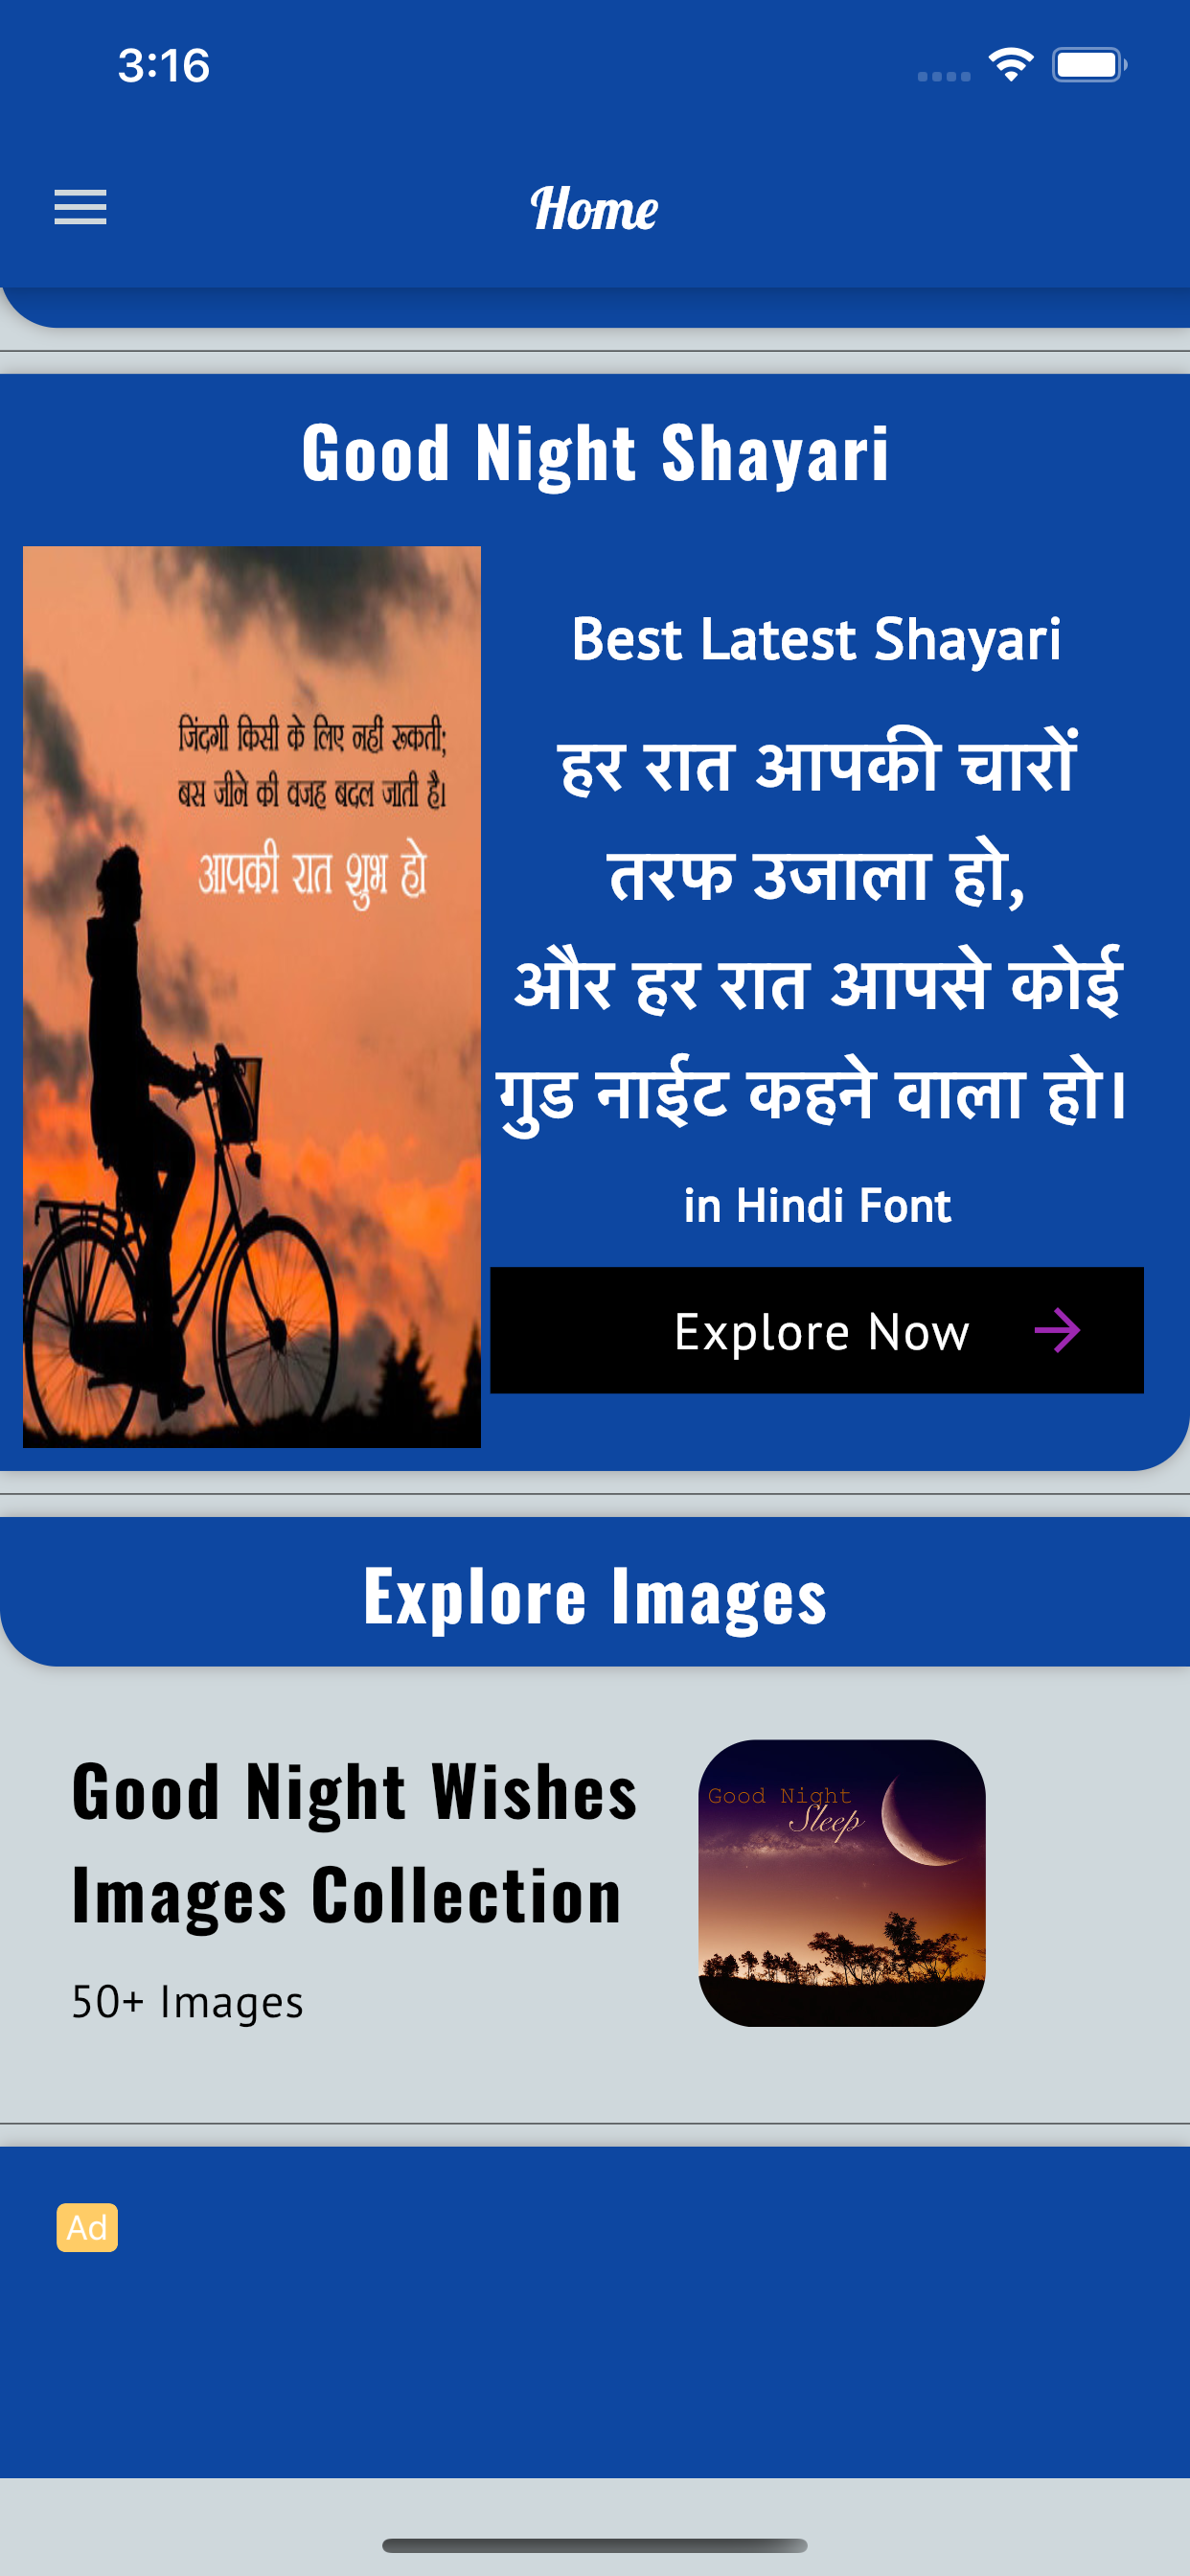 3:16
Home
Good Night Shayari
जिंदगी किसी के लिए नहीं रूकती;
बस जीने की वजह बदल जाती है।
आपकी रात शुभ हो
Best Latest Shayari
हर रात आपकी चारों
तरफ उजाला हो,
और हर रात आपसे कोई
गुड नाईट कहने वाला हो।
in Hindi Font
Explore Now
Explore Images
Good Night Wishes
Images Collection
50+ Images
Good Night
Sleep
Ad